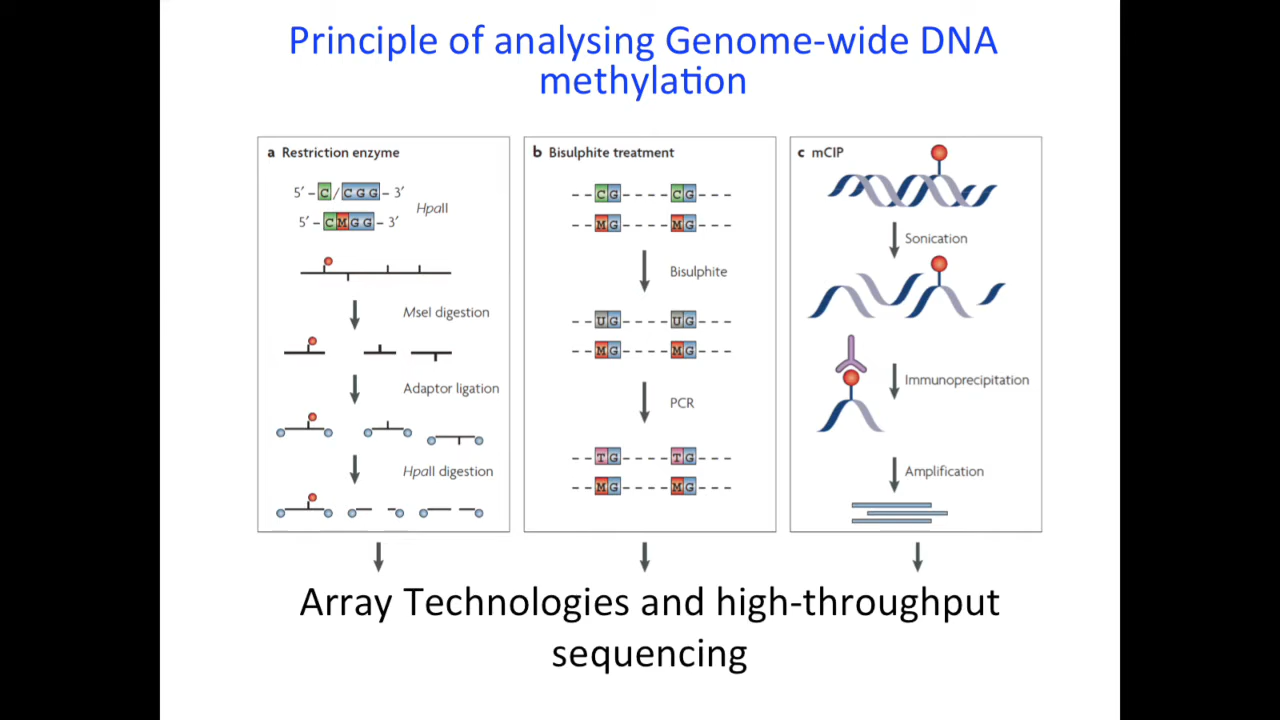 Principle of analysing Genome-wide DNA
methylation
a Restriction enzyme
5′ – C / C G G – 3′
HpaII
5′ – C M G G – 3′
MseI digestion
Adaptor ligation
HpaII digestion
b Bisulphite treatment
– – C G – – – – C G – – –
– – M G – – – – M G – – –
Bisulphite
– – U G – – – – U G – – –
– – M G – – – – M G – – –
PCR
– – T G – – – – T G – – –
– – M G – – – – M G – – –
c mCIP
Sonication
Immunoprecipitation
Amplification
Array Technologies and high-throughput
sequencing